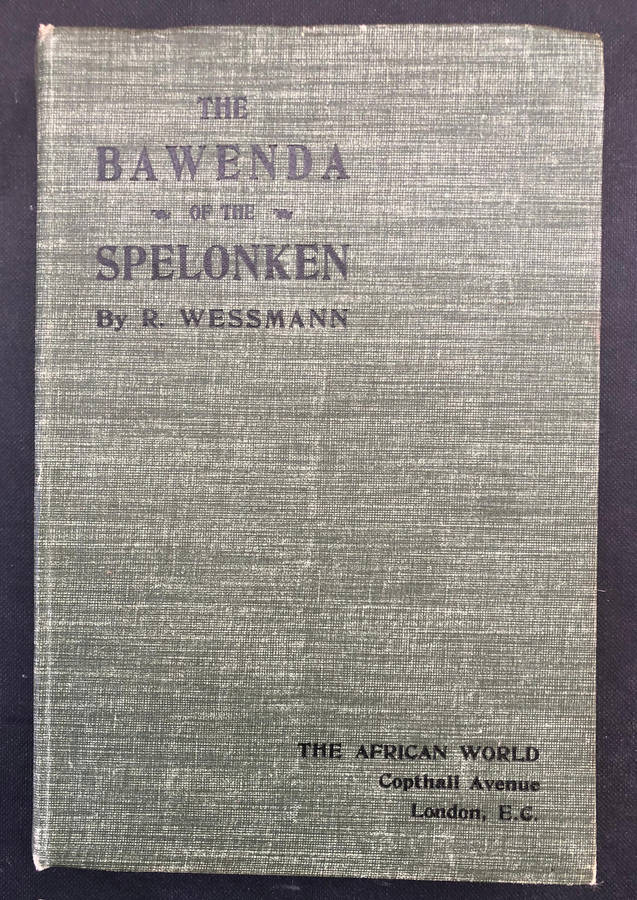 THE
BAWENDA
OF THE
SPELONKEN
By R. WESSMANN
THE AFRICAN WORLD
Copthall Avenue
London, E.C.